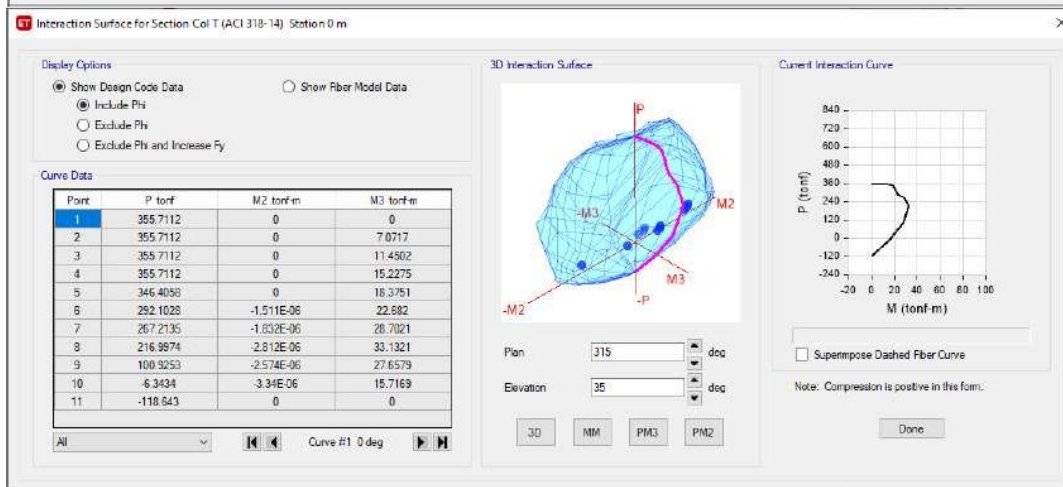 ET Interaction Surface for Section Col T (ACI 318-14) Station 0 m
Display Options
Show Design Code Data Show Fiber Model Data
Include Phi
Exclude Phi
Exclude Phi and Increase Fy
Curve Data
Point P tonf M2 tonf-m M3 tonf-m
1 355.7112 0 0
2 355.7112 0 7.0717
3 355.7112 0 11.4502
4 355.7112 0 15.2275
5 346.4058 0 18.3751
6 292.1028 -1.511E-06 22.682
7 267.2135 -1.832E-06 28.7021
8 216.9974 -2.812E-06 33.1321
9 100.9253 -2.574E-06 27.6579
10 -6.3434 -3.34E-06 15.7169
11 -118.643 0 0
All Curve #1 0 deg
3D Interaction Surface
P
M2
-M3
M3
-P
-M2
Plan 315 deg
Elevation 35 deg
3D MM PM3 PM2
Current Interaction Curve
840
720
600
480
360
240
120
0
-120
-240
P (tonf)
-20 0 20 40 60 80 100
M (tonf-m)
Superimpose Dashed Fiber Curve
Note: Compression is positive in this form.
Done